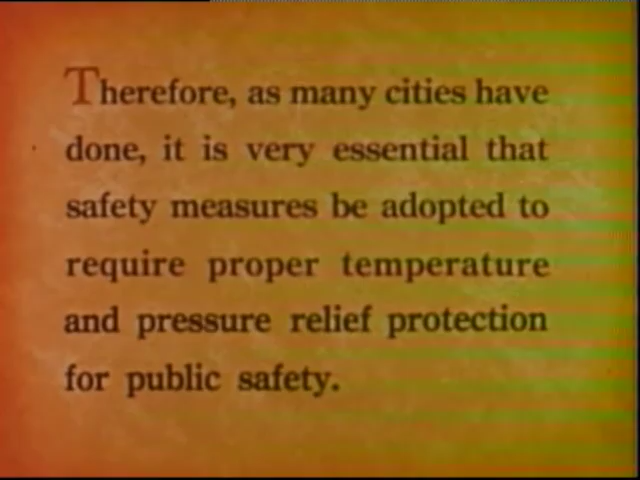 Therefore, as many cities have
done, it is very essential that
safety measures be adopted to
require proper temperature
and pressure relief protection
for public safety.